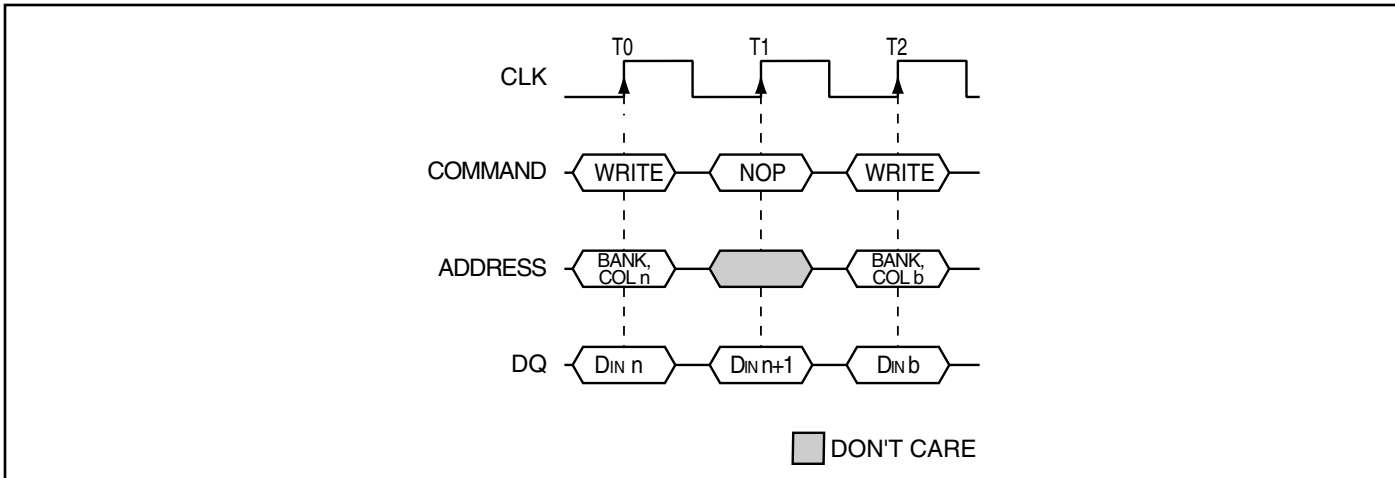 T0 T1 T2
CLK
COMMAND WRITE NOP WRITE
ADDRESS BANK, COL n BANK, COL b
DQ DIN n DIN n+1 DIN b
DON'T CARE